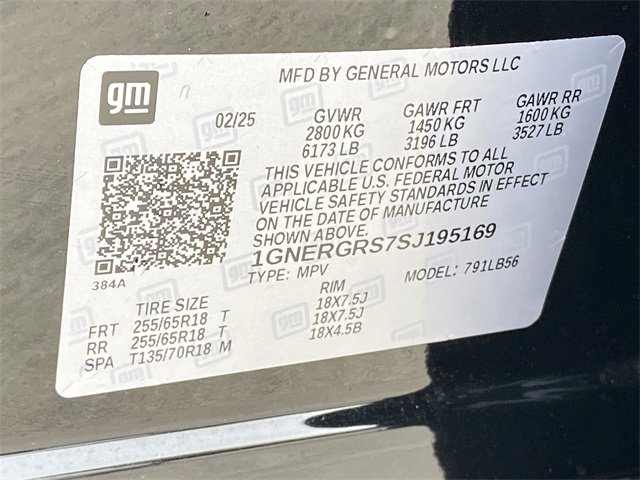 gm
MFD BY GENERAL MOTORS LLC
02/25
GVWR
2800 KG
6173 LB
GAWR FRT
1450 KG
3196 LB
GAWR RR
1600 KG
3527 LB
THIS VEHICLE CONFORMS TO ALL
APPLICABLE U.S. FEDERAL MOTOR
VEHICLE SAFETY STANDARDS IN EFFECT
ON THE DATE OF MANUFACTURE
SHOWN ABOVE.
1GNERGRS7SJ195169
TYPE: MPV MODEL: 791LB56
384A
TIRE SIZE RIM
FRT 255/65R18 T 18X7.5J
RR 255/65R18 T 18X7.5J
SPA T135/70R18 M 18X4.5B